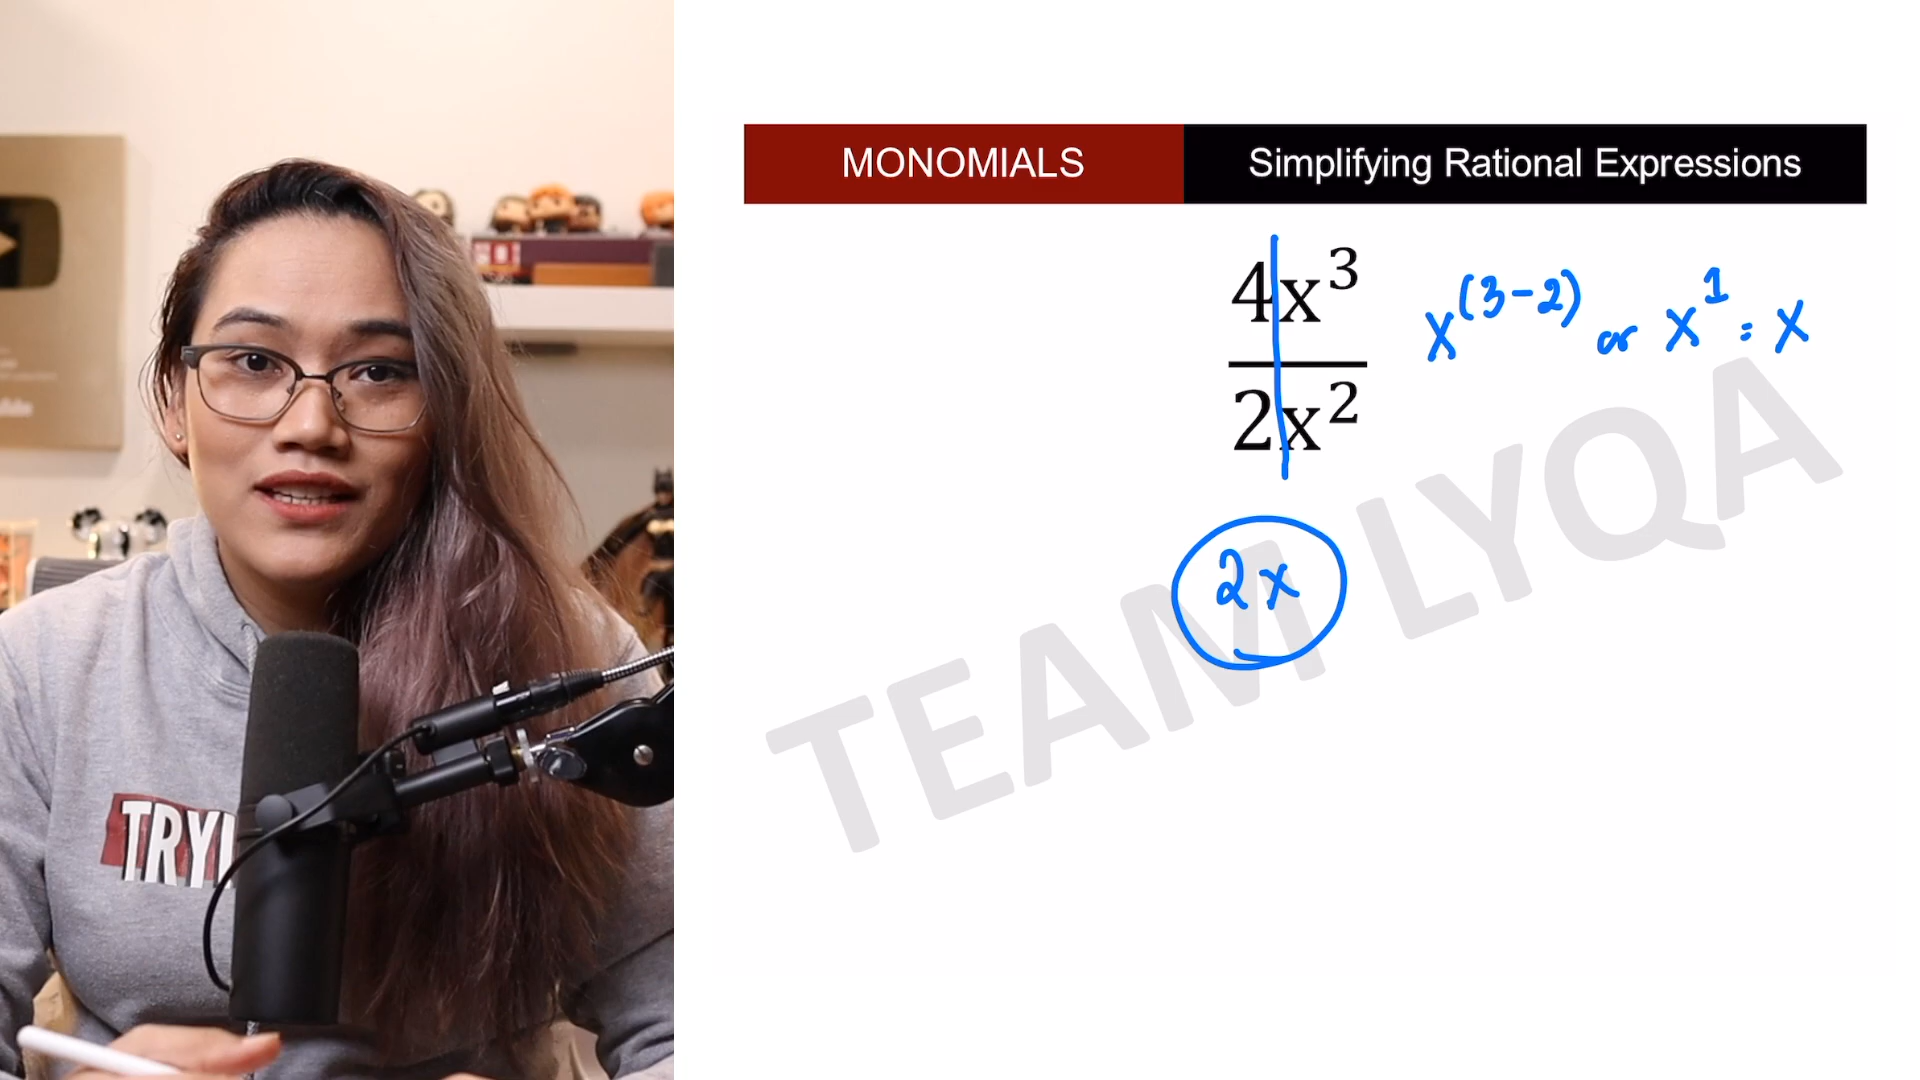 MONOMIALS Simplifying Rational Expressions
4x³
2x²
x^(3-2) or x¹ = x
2x
TEAM LYQA
TRY